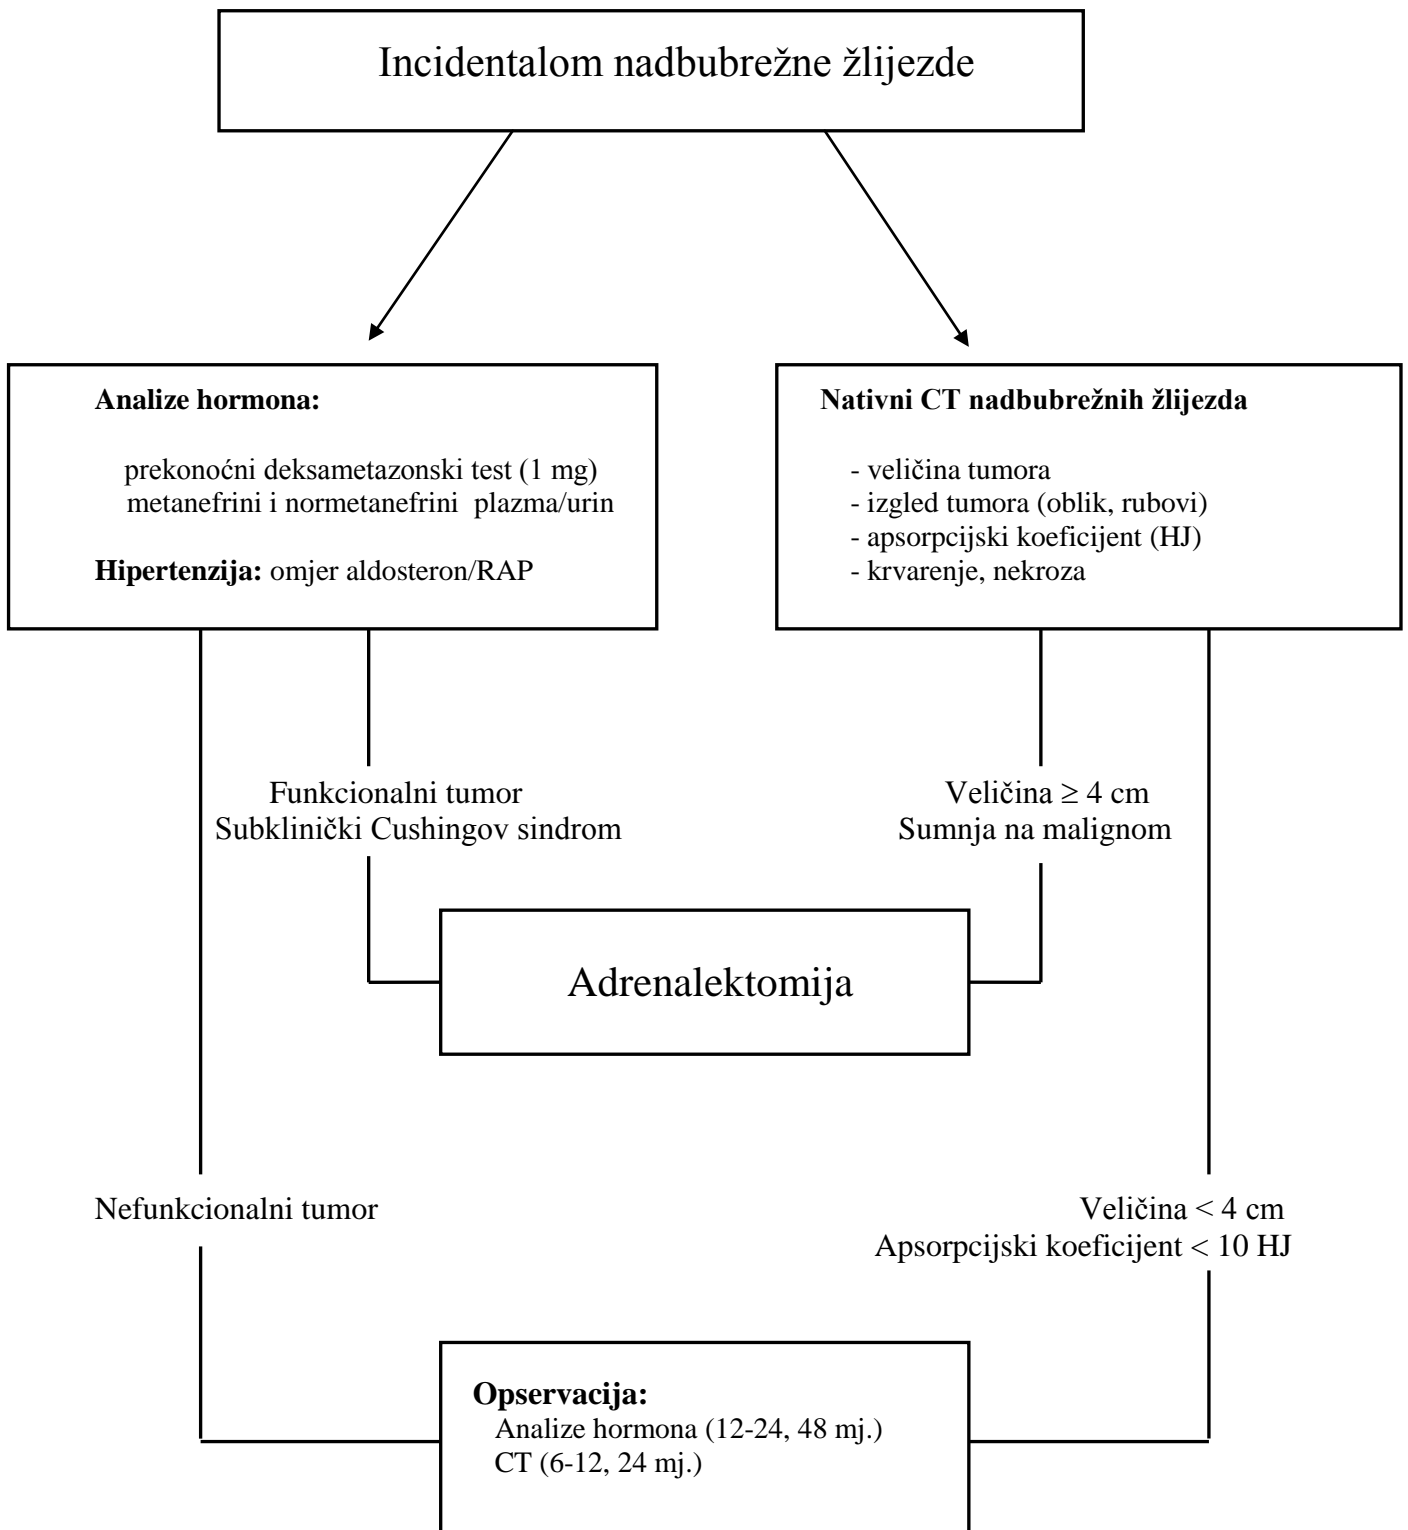 Incidentalom nadbubrežne žlijezde
Analize hormona:
prekonoćni deksametazonski test (1 mg)
metanefrini i normetanefrini plazma/urin
Hipertenzija: omjer aldosteron/RAP
Nativni CT nadbubrežnih žlijezda
- veličina tumora
- izgled tumora (oblik, rubovi)
- apsorpcijski koeficijent (HJ)
- krvarenje, nekroza
Funkcionalni tumor
Subklinički Cushingov sindrom
Veličina ≥ 4 cm
Sumnja na malignom
Adrenalektomija
Nefunkcionalni tumor
Veličina < 4 cm
Apsorpcijski koeficijent < 10 HJ
Opservacija:
Analize hormona (12-24, 48 mj.)
CT (6-12, 24 mj.)